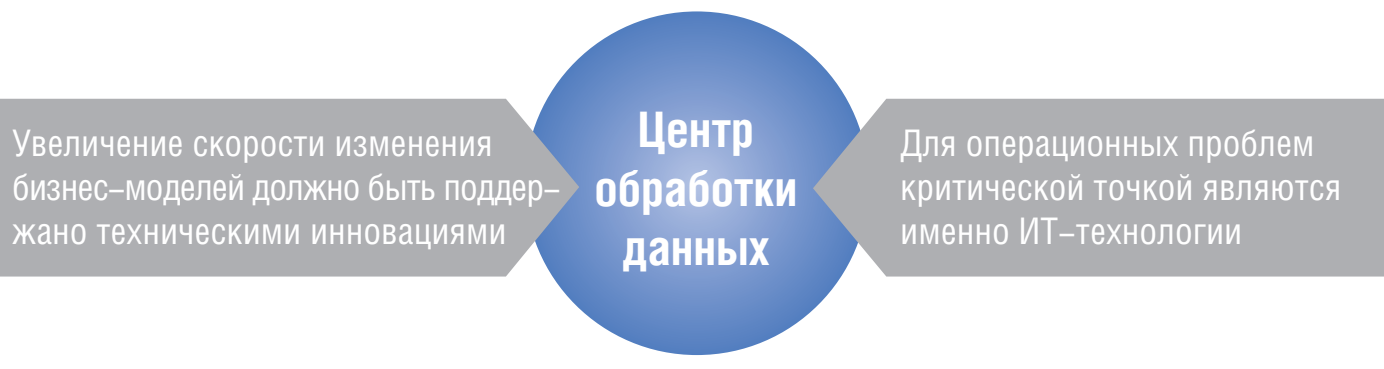 Увеличение скорости изменения
бизнес–моделей должно быть поддер–
жано техническими инновациями
Центр
обработки
данных
Для операционных проблем
критической точкой являются
именно ИТ–технологии